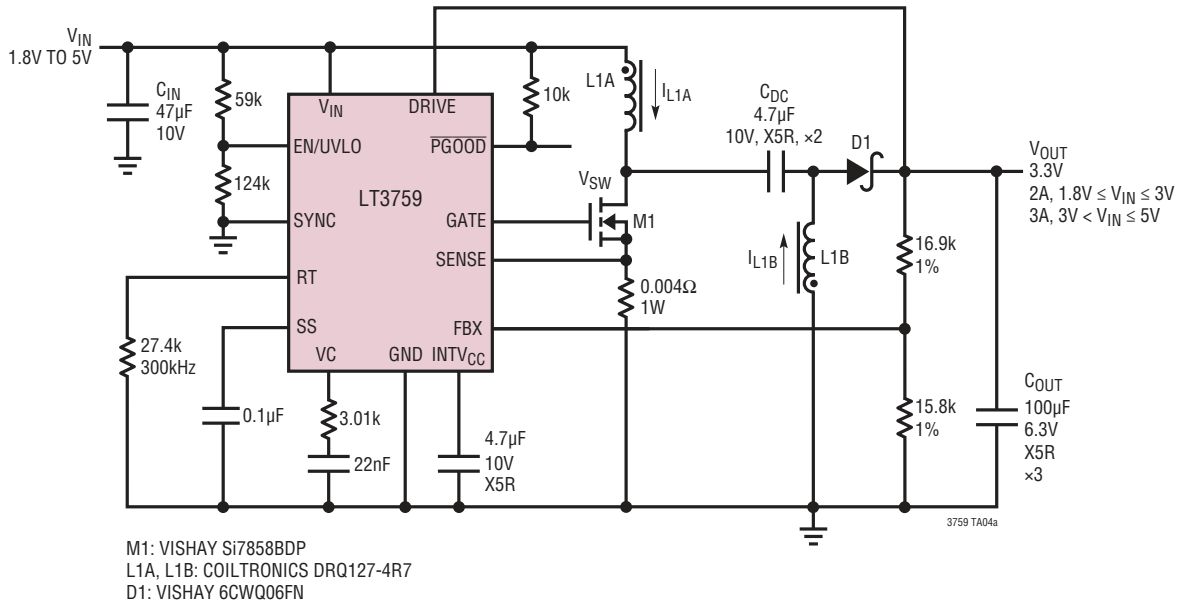 VIN
1.8V TO 5V
CIN
47µF
10V
59k
124k
VIN
DRIVE
EN/UVLO
PGOOD
LT3759
SYNC
GATE
SENSE
RT
SS
FBX
VC
GND
INTVCC
10k
L1A
IL1A
CDC
4.7µF
10V, X5R, ×2
D1
VOUT
3.3V
2A, 1.8V ≤ VIN ≤ 3V
3A, 3V < VIN ≤ 5V
VSW
M1
IL1B
L1B
16.9k
1%
0.004Ω
1W
27.4k
300kHz
0.1µF
3.01k
22nF
4.7µF
10V
X5R
15.8k
1%
COUT
100µF
6.3V
X5R
×3
3759 TA04a
M1: VISHAY Si7858BDP
L1A, L1B: COILTRONICS DRQ127-4R7
D1: VISHAY 6CWQ06FN